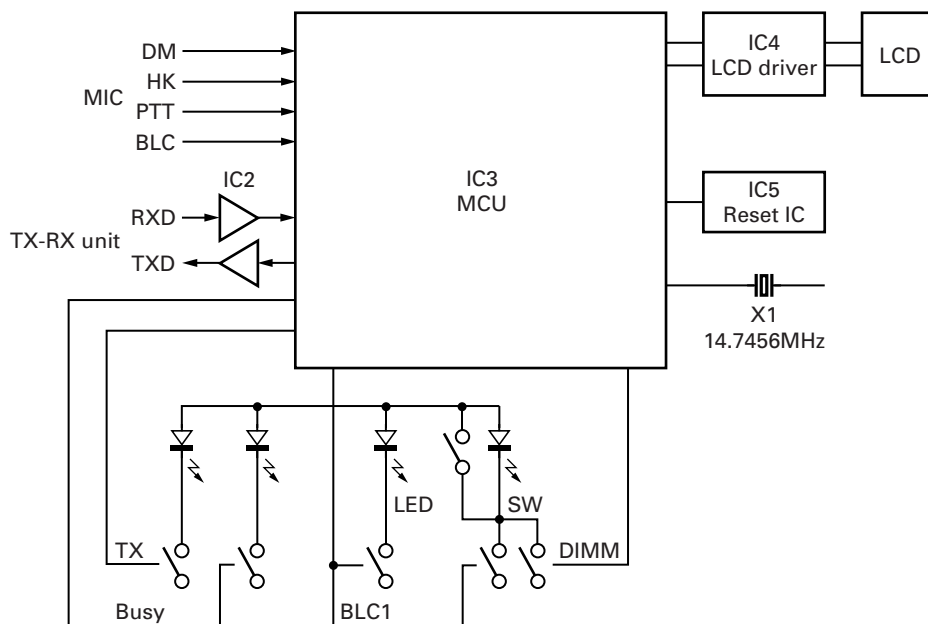 DM
HK
MIC
PTT
BLC
IC2
RXD
TX-RX unit
TXD
IC3
MCU
IC4
LCD driver
LCD
IC5
Reset IC
X1
14.7456MHz
LED
SW
TX
DIMM
Busy
BLC1